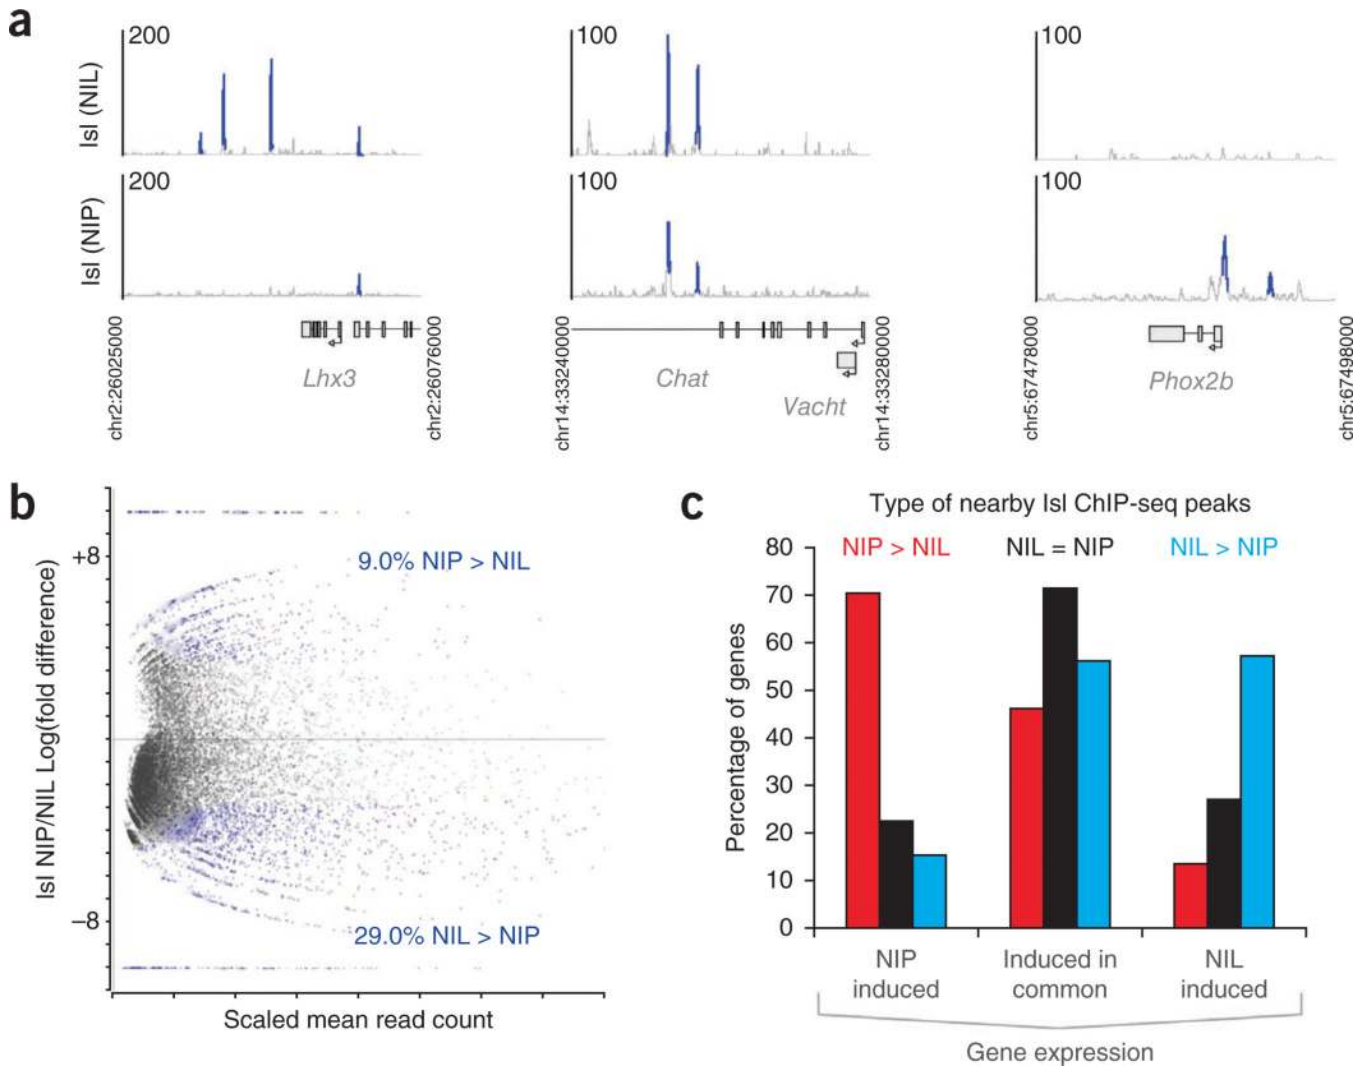 a
Isl (NIL)
200
100
100
Isl (NIP)
200
100
100
chr2:26025000
Lhx3
chr2:26076000
chr14:33240000
Chat
Vacht
chr14:33280000
chr5:67478000
Phox2b
chr5:67498000
b
Isl NIP/NIL Log(fold difference)
+8
9.0% NIP > NIL
–8
29.0% NIL > NIP
Scaled mean read count
c
Type of nearby Isl ChIP-seq peaks
NIP > NIL
NIL = NIP
NIL > NIP
Percentage of genes
80
70
60
50
40
30
20
10
0
NIP
induced
Induced in
common
NIL
induced
Gene expression